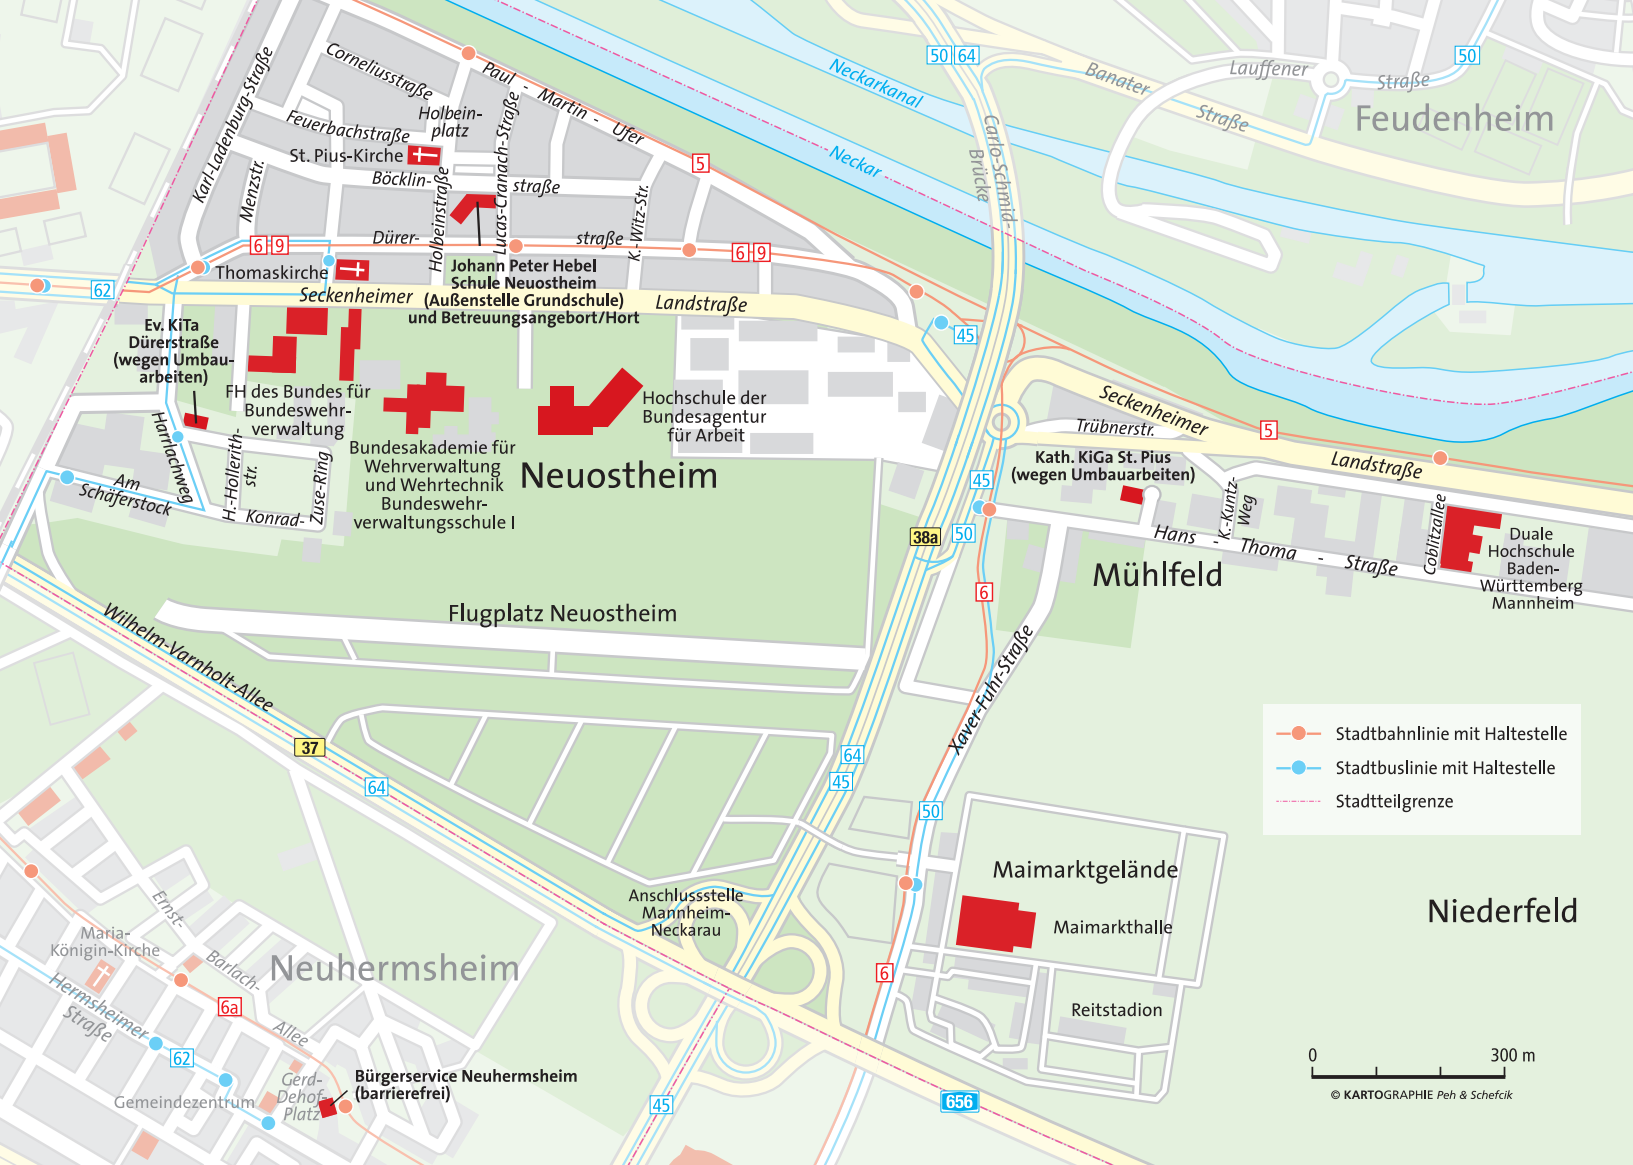 Corneliusstraße
Karl-Ladenburg-Straße
Feuerbachstraße
Holbein-
platz
Paul - Martin - Ufer
St. Pius-Kirche
Menzstr.
Böcklin-
straße
Holbeinstraße
Lucas-Cranach-Straße
K.-Witz-Str.
5
6 9
Dürer-
straße
6 9
Thomaskirche
62
Seckenheimer
Landstraße
Johann Peter Hebel
Schule Neuostheim
(Außenstelle Grundschule)
und Betreuungsangebort/Hort
Ev. KiTa
Dürerstraße
(wegen Umbau-
arbeiten)
FH des Bundes für
Bundeswehr-
verwaltung
Bundesakademie für
Wehrverwaltung
und Wehrtechnik
Bundeswehr-
verwaltungsschule I
Hochschule der
Bundesagentur
für Arbeit
Neuostheim
Harrlachweg
H.-Hollerith-
str.
Zuse-Ring
Konrad-
Am
Schäferstock
50 64
Neckarkanal
Neckar
Carlo-Schmid-
Brücke
Banater
Straße
Lauffener
Straße
50
Feudenheim
45
Seckenheimer
Landstraße
5
Trübnerstr.
Kath. KiGa St. Pius
(wegen Umbauarbeiten)
45
50
38a
Hans - Thoma - Straße
K.-Kuntz-
Weg
Coblitzallee
Duale
Hochschule
Baden-
Württemberg
Mannheim
Mühlfeld
6
Xaver-Fuhr-Straße
Flugplatz Neuostheim
Wilhelm-Varnholt-Allee
37
64
64
45
50
Stadtbahnlinie mit Haltestelle
Stadtbuslinie mit Haltestelle
Stadtteilgrenze
Maimarktgelände
Maimarkthalle
Niederfeld
Anschlussstelle
Mannheim-
Neckarau
6
Reitstadion
Ernst-
Barlach-
Allee
Maria-
Königin-Kirche
Neuhermsheim
Hermsheimer
Straße
6a
62
Gerd-
Dehof-
Platz
Gemeindezentrum
Bürgerservice Neuhermsheim
(barrierefrei)
45
656
0 300 m
© KARTOGRAPHIE Peh & Schefcik